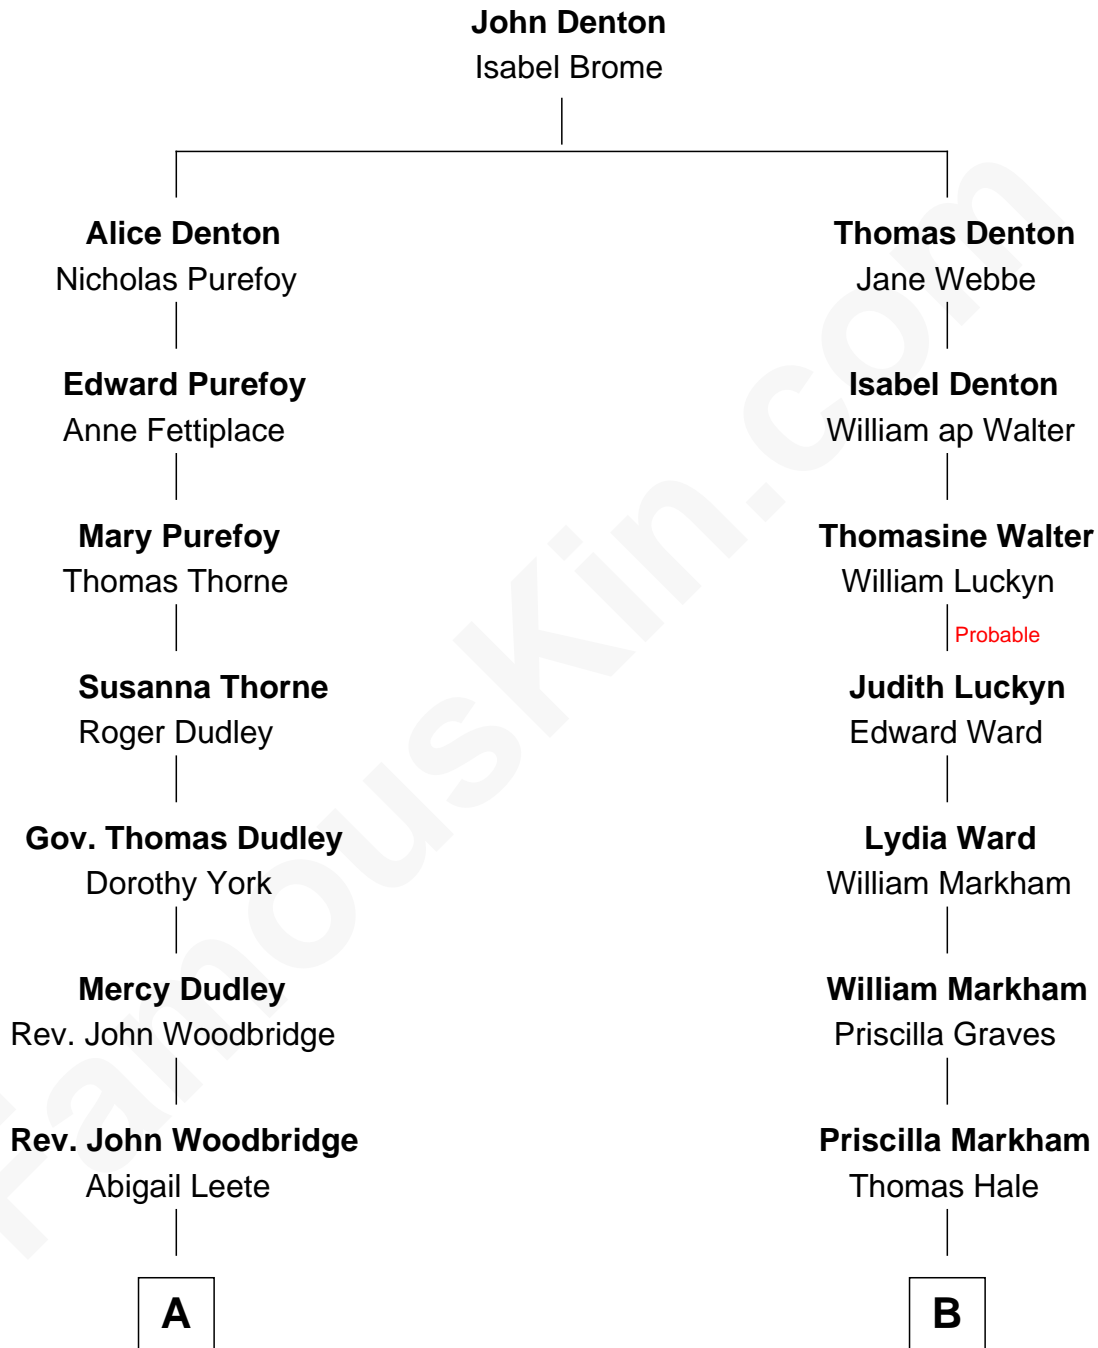 John Denton
Isabel Brome
Alice Denton
Nicholas Purefoy
Thomas Denton
Jane Webbe
Edward Purefoy
Anne Fettiplace
Isabel Denton
William ap Walter
Mary Purefoy
Thomas Thorne
Thomasine Walter
William Luckyn
Probable
Susanna Thorne
Roger Dudley
Judith Luckyn
Edward Ward
Gov. Thomas Dudley
Dorothy York
Lydia Ward
William Markham
Mercy Dudley
Rev. John Woodbridge
William Markham
Priscilla Graves
Rev. John Woodbridge
Abigail Leete
Priscilla Markham
Thomas Hale
A
B
FamousKin.com